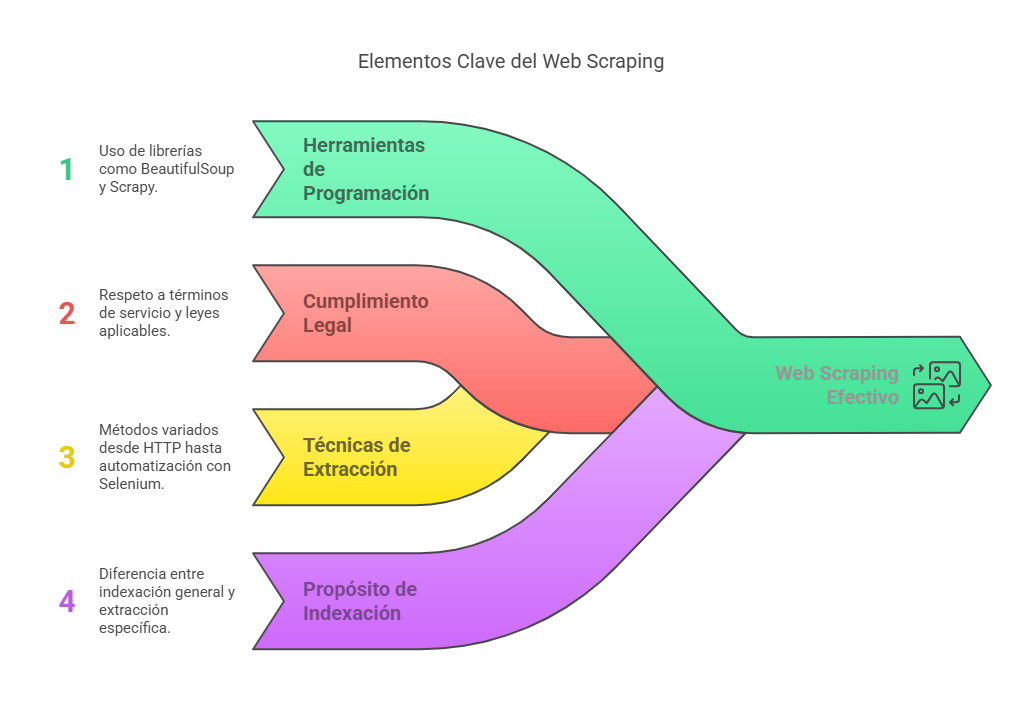 Elementos Clave del Web Scraping
1
Uso de librerías
como BeautifulSoup
y Scrapy.
Herramientas
de
Programación
2
Respeto a términos
de servicio y leyes
aplicables.
Cumplimiento
Legal
3
Métodos variados
desde HTTP hasta
automatización con
Selenium.
Técnicas de
Extracción
4
Diferencia entre
indexación general y
extracción
específica.
Propósito de
Indexación
Web Scraping
Efectivo